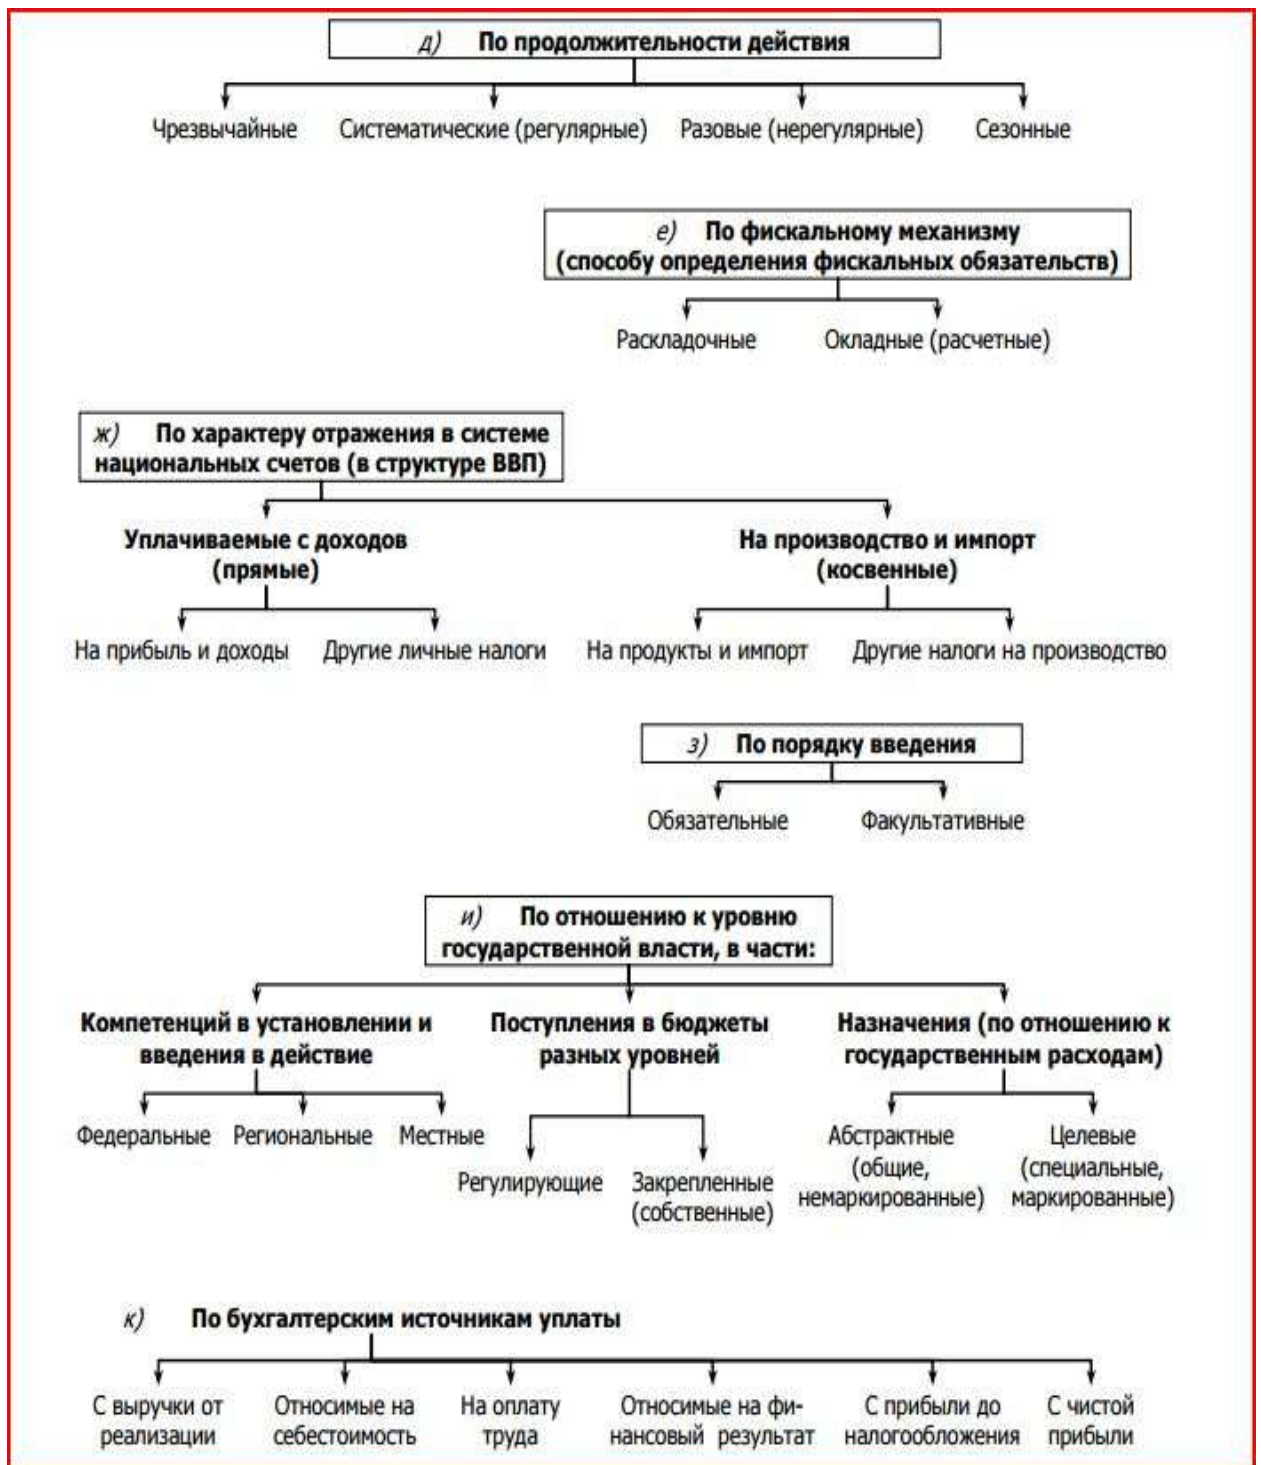 д) По продолжительности действия
Чрезвычайные Систематические (регулярные) Разовые (нерегулярные) Сезонные
е) По фискальному механизму
(способу определения фискальных обязательств)
Раскладочные Окладные (расчетные)
ж) По характеру отражения в системе
национальных счетов (в структуре ВВП)
Уплачиваемые с доходов
(прямые)
На производство и импорт
(косвенные)
На прибыль и доходы Другие личные налоги На продукты и импорт Другие налоги на производство
з) По порядку введения
Обязательные Факультативные
и) По отношению к уровню
государственной власти, в части:
Компетенций в установлении и
введения в действие
Поступления в бюджеты
разных уровней
Назначения (по отношению к
государственным расходам)
Федеральные Региональные Местные
Регулирующие
Закрепленные
(собственные)
Абстрактные
(общие,
немаркированные)
Целевые
(специальные,
маркированные)
к) По бухгалтерским источникам уплаты
С выручки от
реализации
Относимые на
себестоимость
На оплату
труда
Относимые на фи-
нансовый результат
С прибыли до
налогообложения
С чистой
прибыли